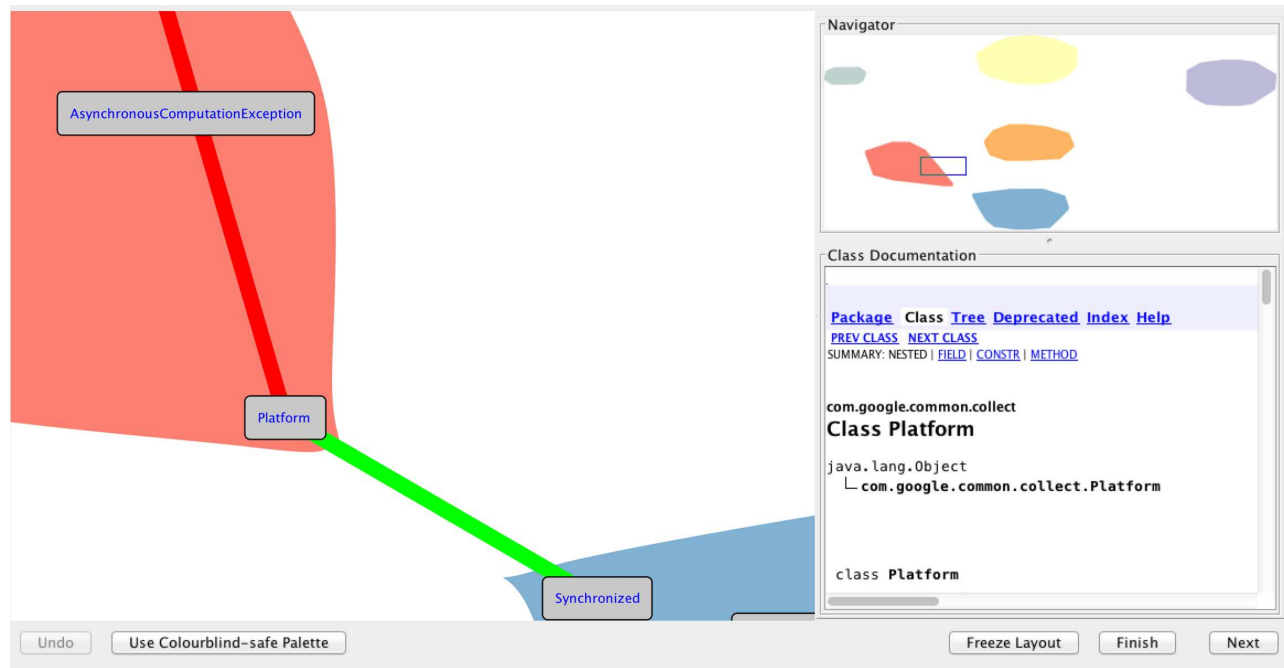 AsynchronousComputationException
Platform
Synchronized
Navigator
Class Documentation
Package Class Tree Deprecated Index Help
PREV CLASS NEXT CLASS
SUMMARY: NESTED | FIELD | CONSTR | METHOD
com.google.common.collect
Class Platform
java.lang.Object
com.google.common.collect.Platform
class Platform
Undo
Use Colourblind-safe Palette
Freeze Layout
Finish
Next